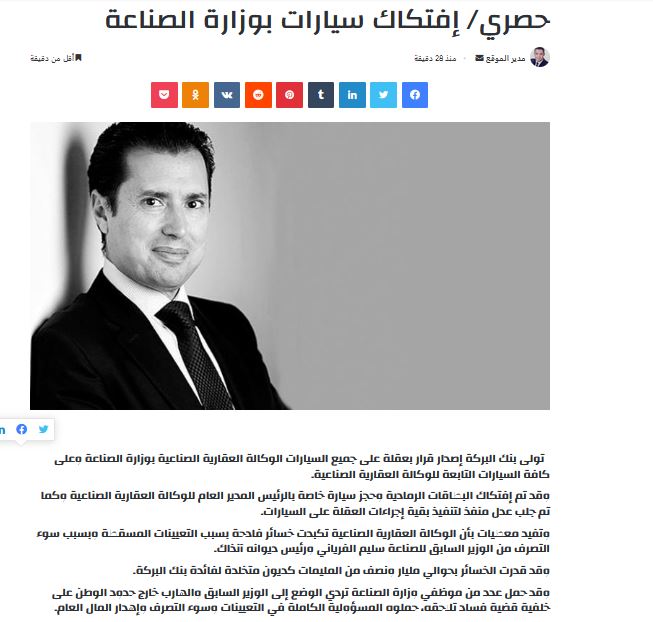 حصري/ إفتكاك سيارات بوزارة الصناعة
مدير الموقع
منذ 28 دقيقة
أقل من دقيقة
تولى بنك البركة إصدار قرار بعقلة على جميع السيارات الوكالة العقارية الصناعية بوزارة الصناعة وعلى
كافة السيارات التابعة للوكالة العقارية الصناعية.
وقد تم إفتكاك البطاقات الرمادية وحجز سيارة خاصة بالرئيس المدير العام للوكالة العقارية الصناعية وكما
تم جلب عدل منفذ لتنفيذ بقية إجراءات العقلة على السيارات.
وتفيد معطيات بأن الوكالة العقارية الصناعية تكبدت خسائر فادحة بسبب التعيينات المسقطة وبسبب سوء
التصرف من الوزير السابق للصناعة سليم الفرياني ورئيس ديوانه آنذاك.
وقد قدرت الخسائر بحوالي مليار ونصف من المليمات كديون متخلدة لفائدة بنك البركة.
وقد حمل عدد من موظفي وزارة الصناعة تردي الوضع إلى الوزير السابق والهارب خارج حدود الوطن على
خلفية قضية فساد تلاحقه، حملوه المسؤولية الكاملة في التعيينات وسوء التصرف وإهدار المال العام.